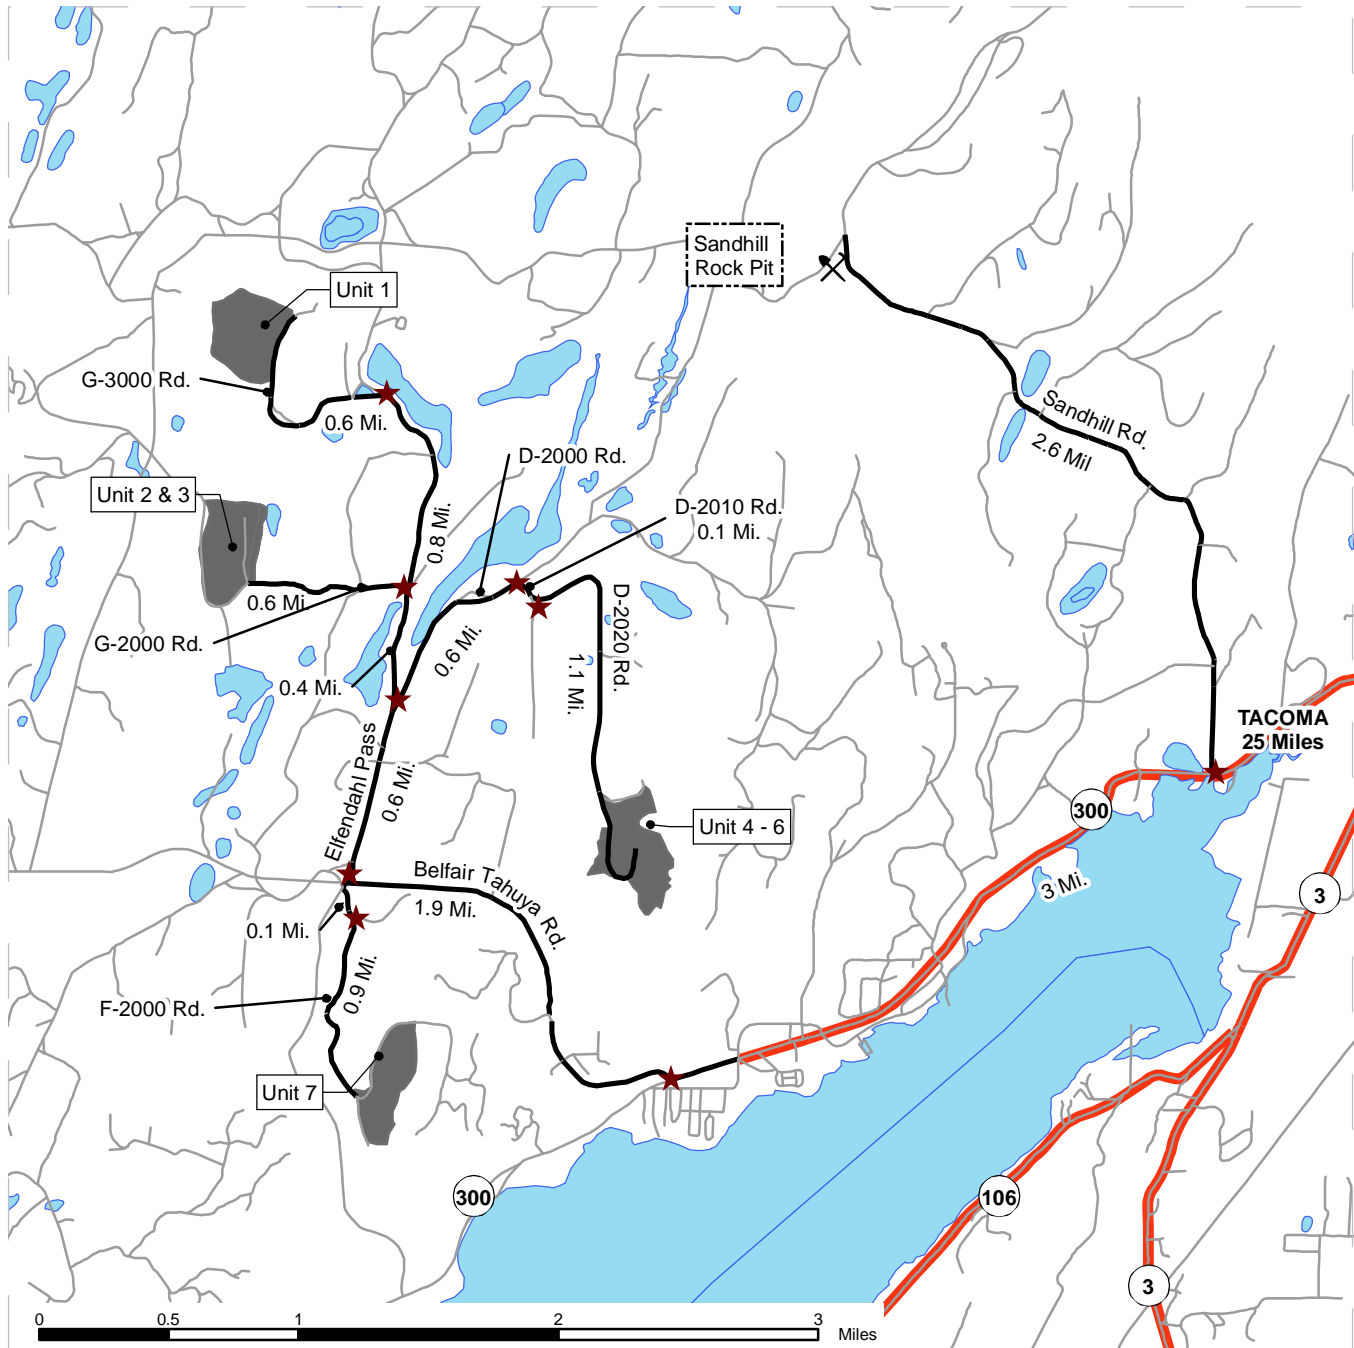 Sandhill
Rock Pit
Unit 1
G-3000 Rd.
0.6 Mi.
Sandhill Rd.
2.6 Mil
D-2000 Rd.
Unit 2 & 3
D-2010 Rd.
0.1 Mi.
0.8 Mi.
0.6 Mi.
G-2000 Rd.
D-2020 Rd.
1.1 Mi.
0.6 Mi.
0.4 Mi.
TACOMA
25 Miles
Elfendahl Pass
0.6 Mi.
300
Unit 4 - 6
Belfair Tahuya Rd.
1.9 Mi.
3 Mi.
3
0.1 Mi.
0.9 Mi.
F-2000 Rd.
Unit 7
300
106
3
0 0.5 1 2 3
Miles